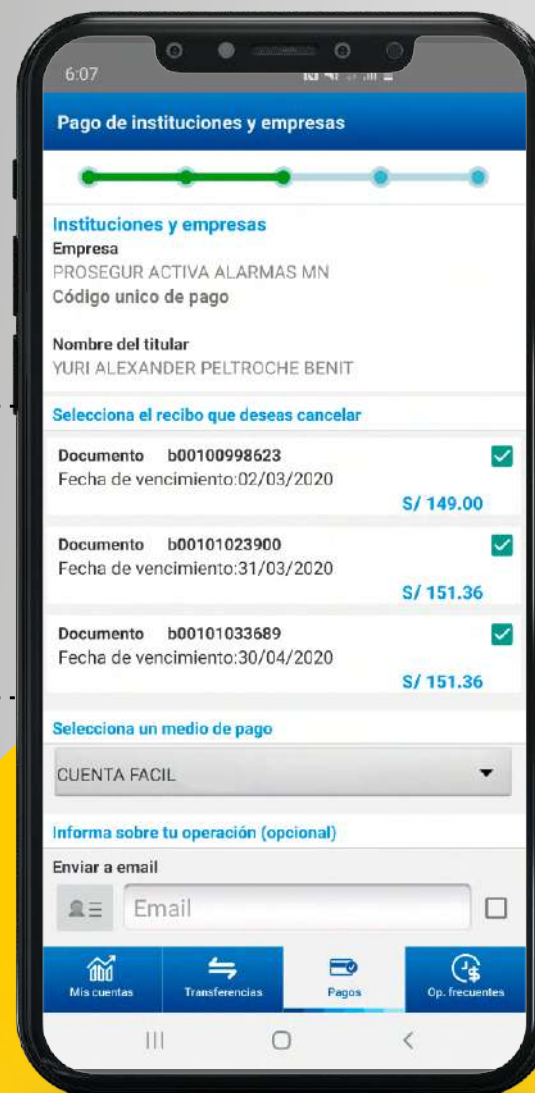 6:07
Pago de instituciones y empresas
Instituciones y empresas
Empresa
PROSEGUR ACTIVA ALARMAS MN
Código unico de pago
Nombre del titular
YURI ALEXANDER PELTROCHE BENIT
Selecciona el recibo que deseas cancelar
Documento b00100998623
Fecha de vencimiento:02/03/2020
S/ 149.00
Documento b00101023900
Fecha de vencimiento:31/03/2020
S/ 151.36
Documento b00101033689
Fecha de vencimiento:30/04/2020
S/ 151.36
Selecciona un medio de pago
CUENTA FACIL
Informa sobre tu operación (opcional)
Enviar a email
Email
Mis cuentas Transferencias Pagos Op. frecuentes